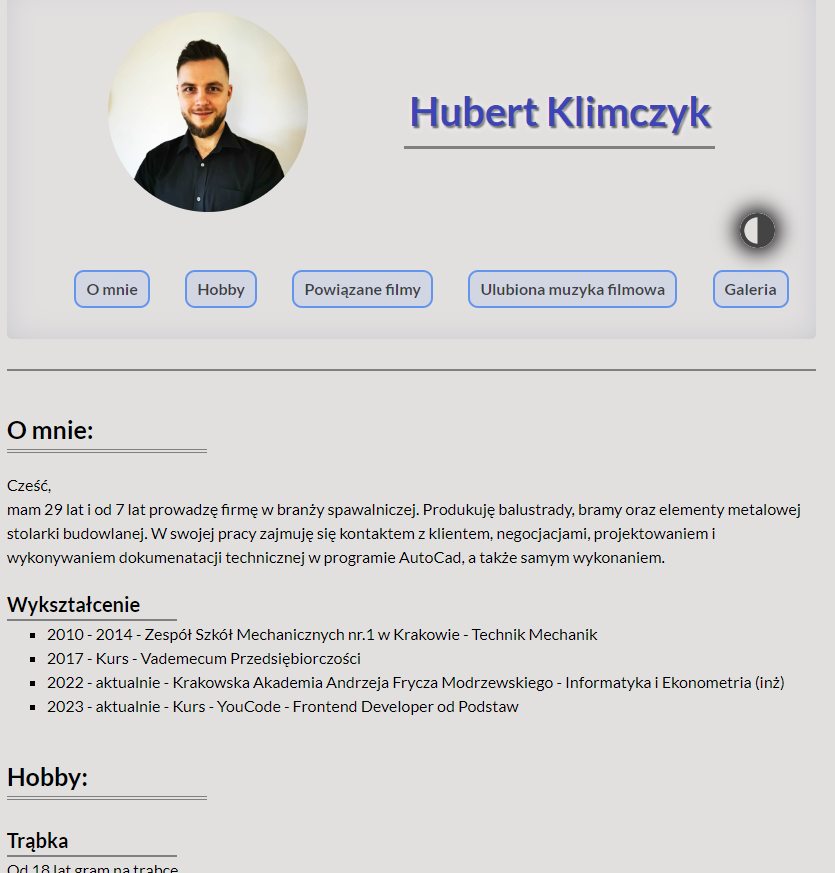 Hubert Klimczyk
O mnie
Hobby
Powiązane filmy
Ulubiona muzyka filmowa
Galeria
O mnie:
Cześć,
mam 29 lat i od 7 lat prowadzę firmę w branży spawalniczej. Produkuję balustrady, bramy oraz elementy metalowej
stolarki budowlanej. W swojej pracy zajmuję się kontaktem z klientem, negocjacjami, projektowaniem i
wykonywaniem dokumenatacji technicznej w programie AutoCad, a także samym wykonaniem.
Wykształcenie
2010 - 2014 - Zespół Szkół Mechanicznych nr.1 w Krakowie - Technik Mechanik
2017 - Kurs - Vademecum Przedsiębiorczości
2022 - aktualnie - Krakowska Akademia Andrzeja Frycza Modrzewskiego - Informatyka i Ekonometria (inż)
2023 - aktualnie - Kurs - YouCode - Frontend Developer od Podstaw
Hobby:
Trąbka
Od 18 lat gram na trąbce